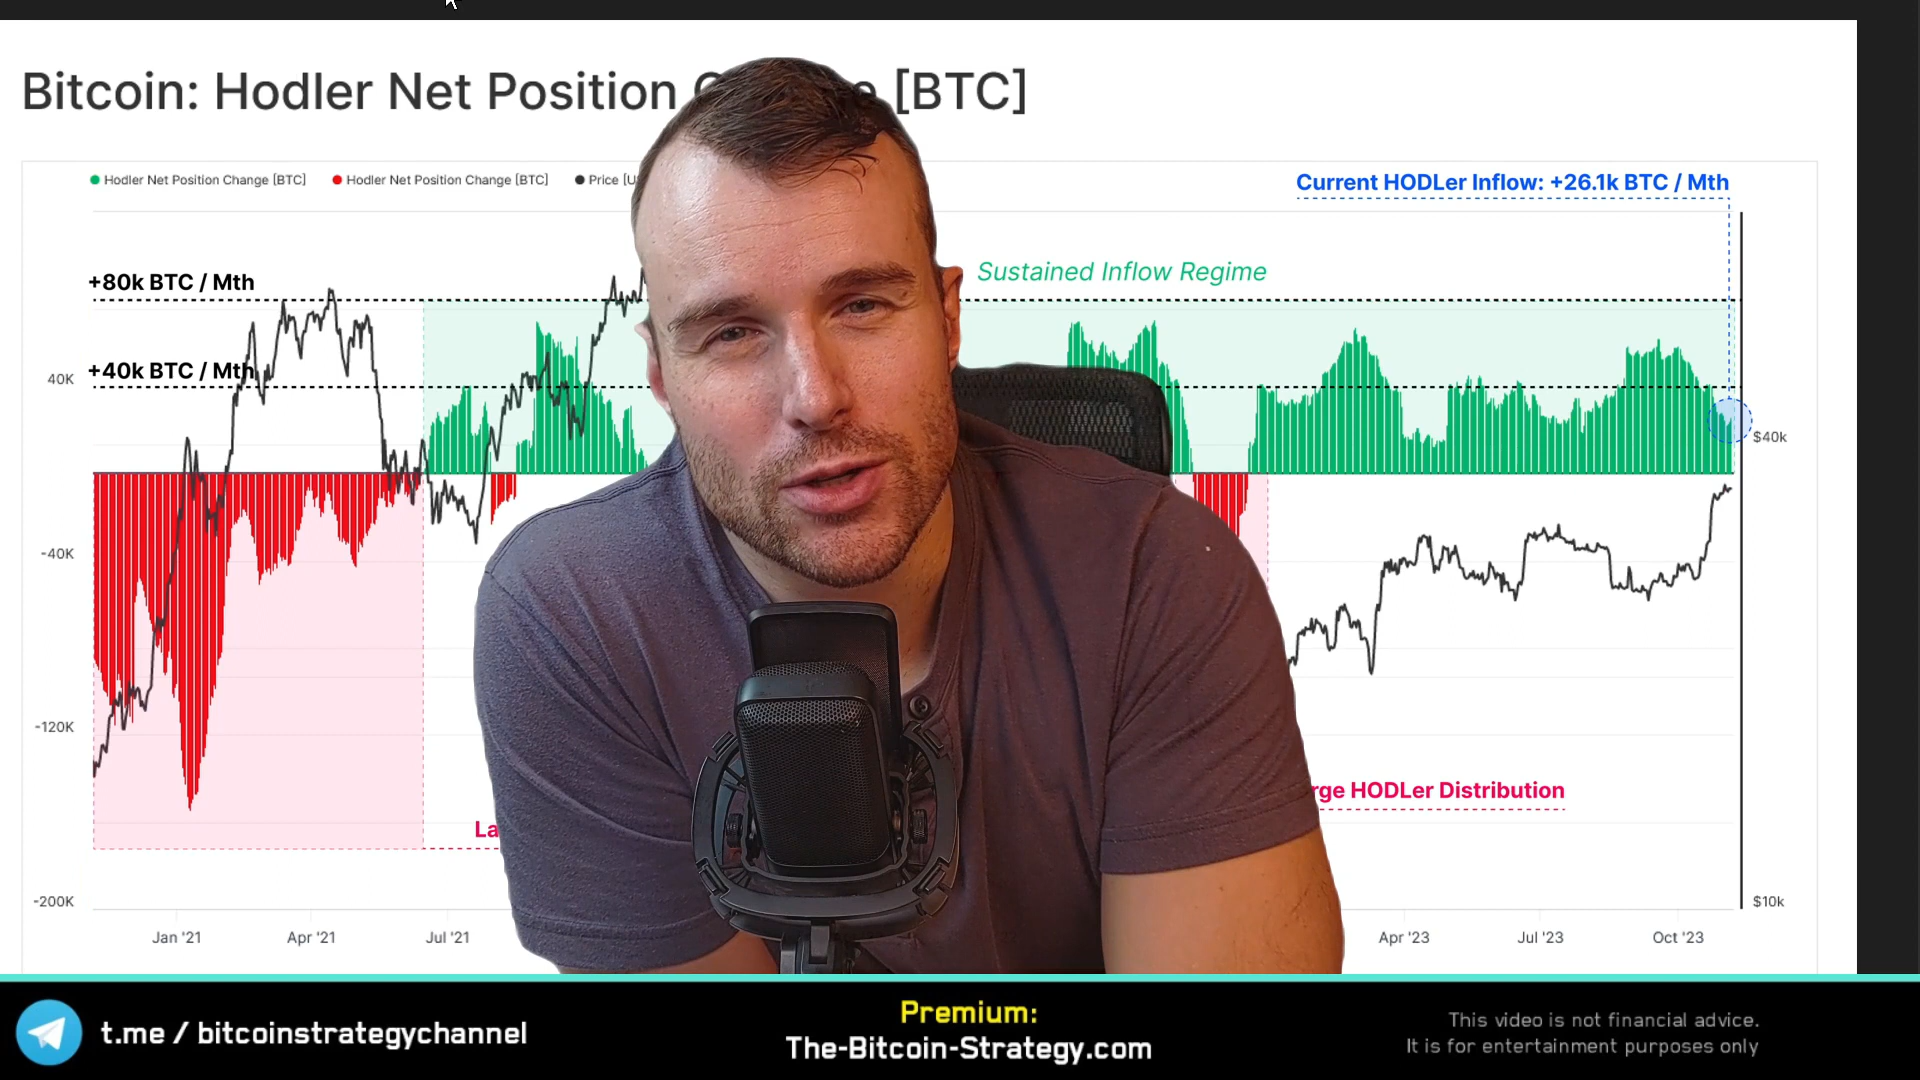 Bitcoin: Hodler Net Position [BTC]
Hodler Net Position Change [BTC] Hodler Net Position Change [BTC] Price [U
Current HODLer Inflow: +26.1k BTC / Mth
Sustained Inflow Regime
+80k BTC / Mth
+40k BTC / Mth
40K
$40k
-40K
-120K
rge HODLer Distribution
La
-200K
$10k
Jan '21 Apr '21 Jul '21 Apr '23 Jul '23 Oct '23
t.me / bitcoinstrategychannel
Premium:
The-Bitcoin-Strategy.com
This video is not financial advice.
It is for entertainment purposes only